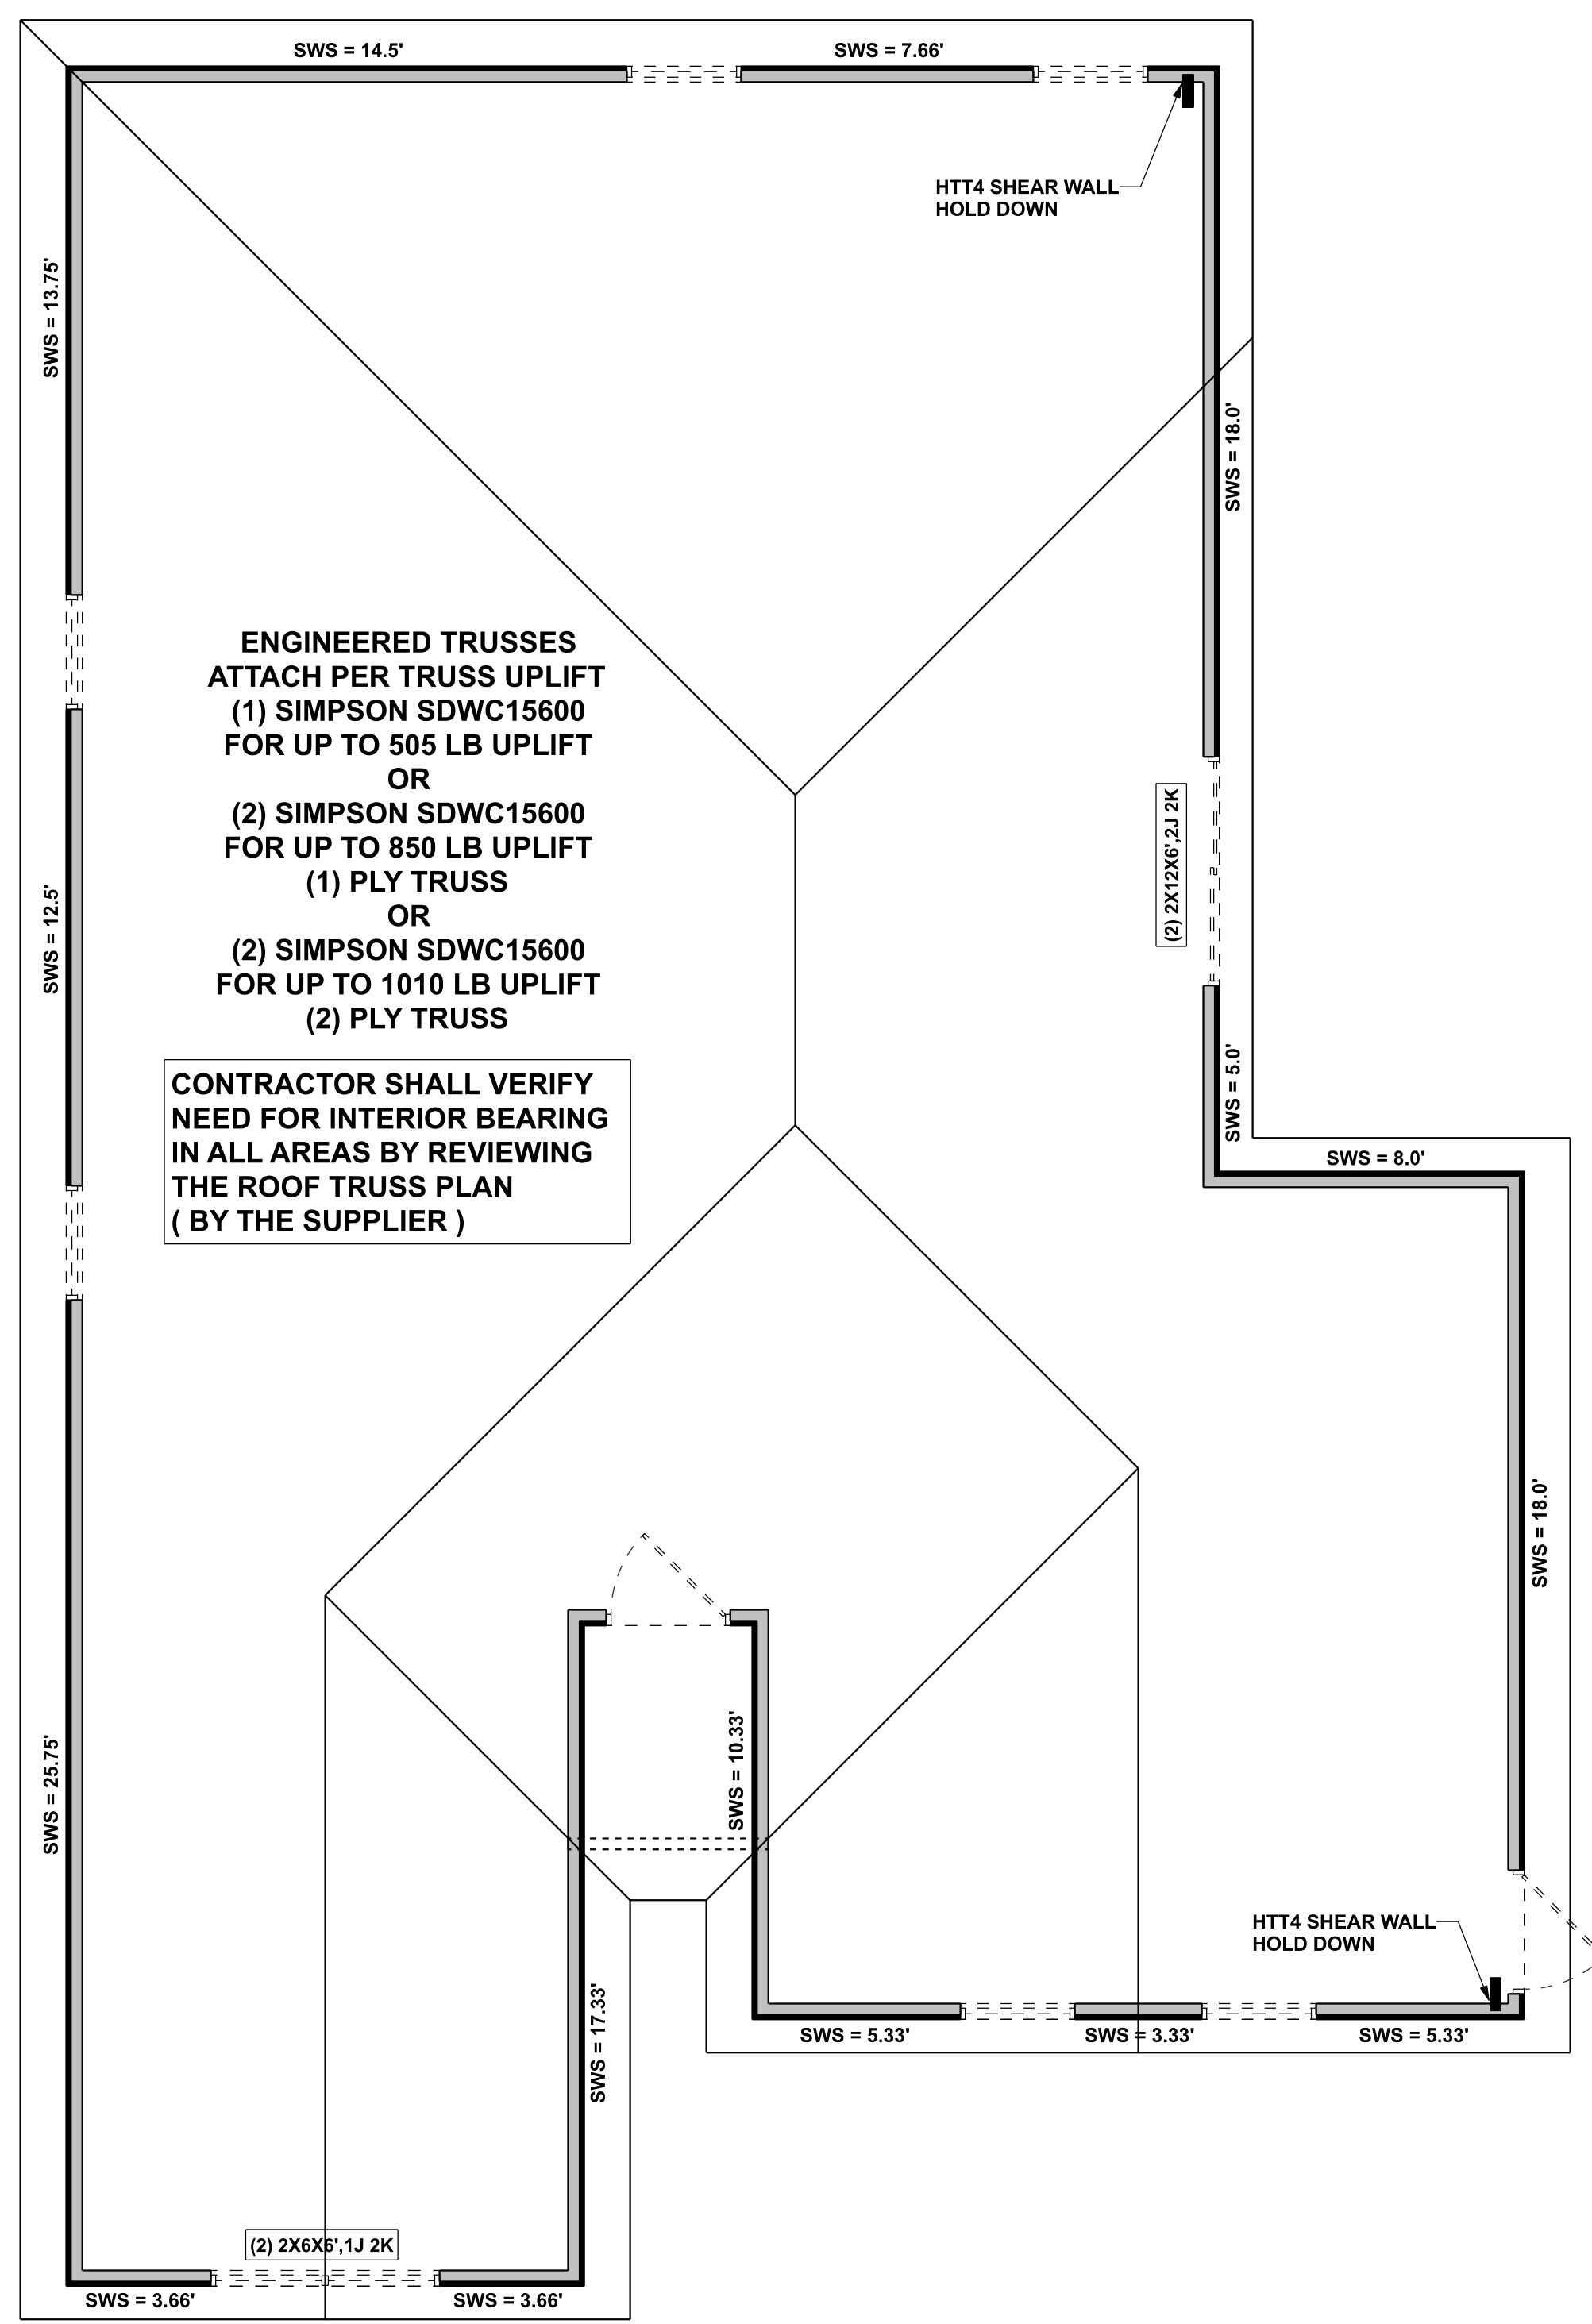 SWS = 14.5'
SWS = 7.66'
HTT4 SHEAR WALL
HOLD DOWN
SWS = 13.75'
SWS = 18.0'
ENGINEERED TRUSSES
ATTACH PER TRUSS UPLIFT
(1) SIMPSON SDWC15600
FOR UP TO 505 LB UPLIFT
OR
(2) SIMPSON SDWC15600
FOR UP TO 850 LB UPLIFT
(1) PLY TRUSS
OR
(2) SIMPSON SDWC15600
FOR UP TO 1010 LB UPLIFT
(2) PLY TRUSS
(2) 2X12X6',2J 2K
SWS = 12.5'
CONTRACTOR SHALL VERIFY
NEED FOR INTERIOR BEARING
IN ALL AREAS BY REVIEWING
THE ROOF TRUSS PLAN
( BY THE SUPPLIER )
SWS = 5.0'
SWS = 8.0'
SWS = 18.0'
SWS = 25.75'
SWS = 10.33'
HTT4 SHEAR WALL
HOLD DOWN
SWS = 17.33'
SWS = 5.33'
SWS = 3.33'
SWS = 5.33'
(2) 2X6X6',1J 2K
SWS = 3.66'
SWS = 3.66'